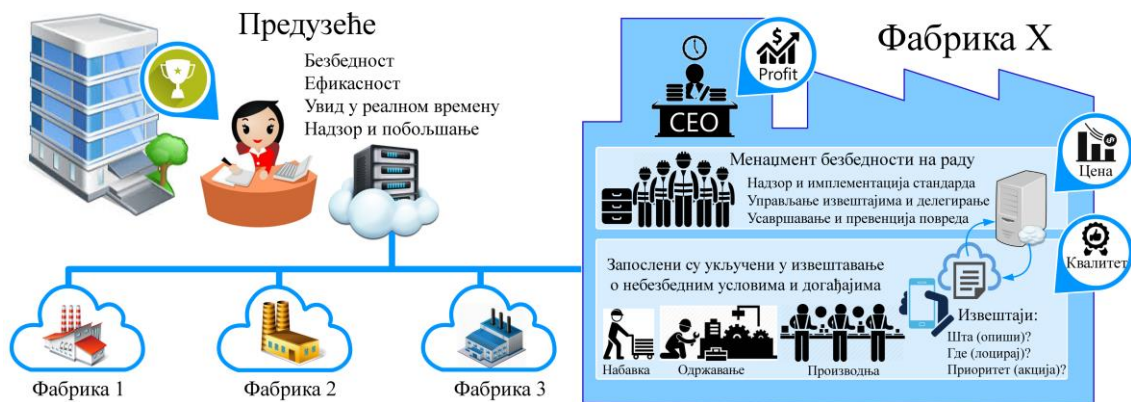 Предузеће
Безбедност
Ефикасност
Увид у реалном времену
Надзор и побољшање
Фабрика 1
Фабрика 2
Фабрика 3
Фабрика X
Profit
CEO
Цена
Менаџмент безбедности на раду
Надзор и имплементација стандарда
Управљање извештајима и делегирање
Усавршавање и превенција повреда
Квалитет
Запослени су укључени у извештавање
о небезбедним условима и догађајима
Набавка
Одржавање
Производња
Извештаји:
Шта (опиши)?
Где (лоцирај)?
Приоритет (акција)?